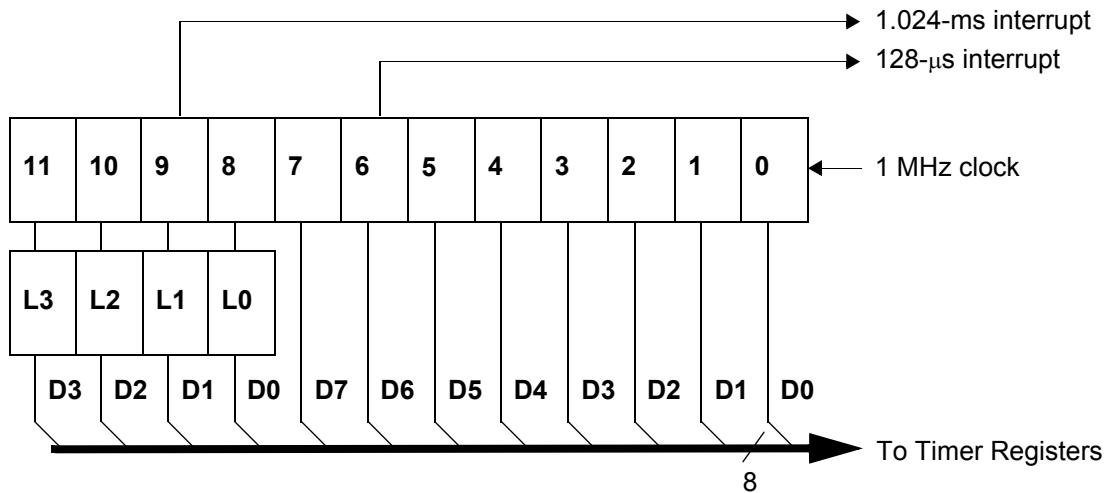 1.024-ms interrupt
128-μs interrupt
11 10 9 8 7 6 5 4 3 2 1 0
1 MHz clock
L3 L2 L1 L0
D3 D2 D1 D0 D7 D6 D5 D4 D3 D2 D1 D0
To Timer Registers
8